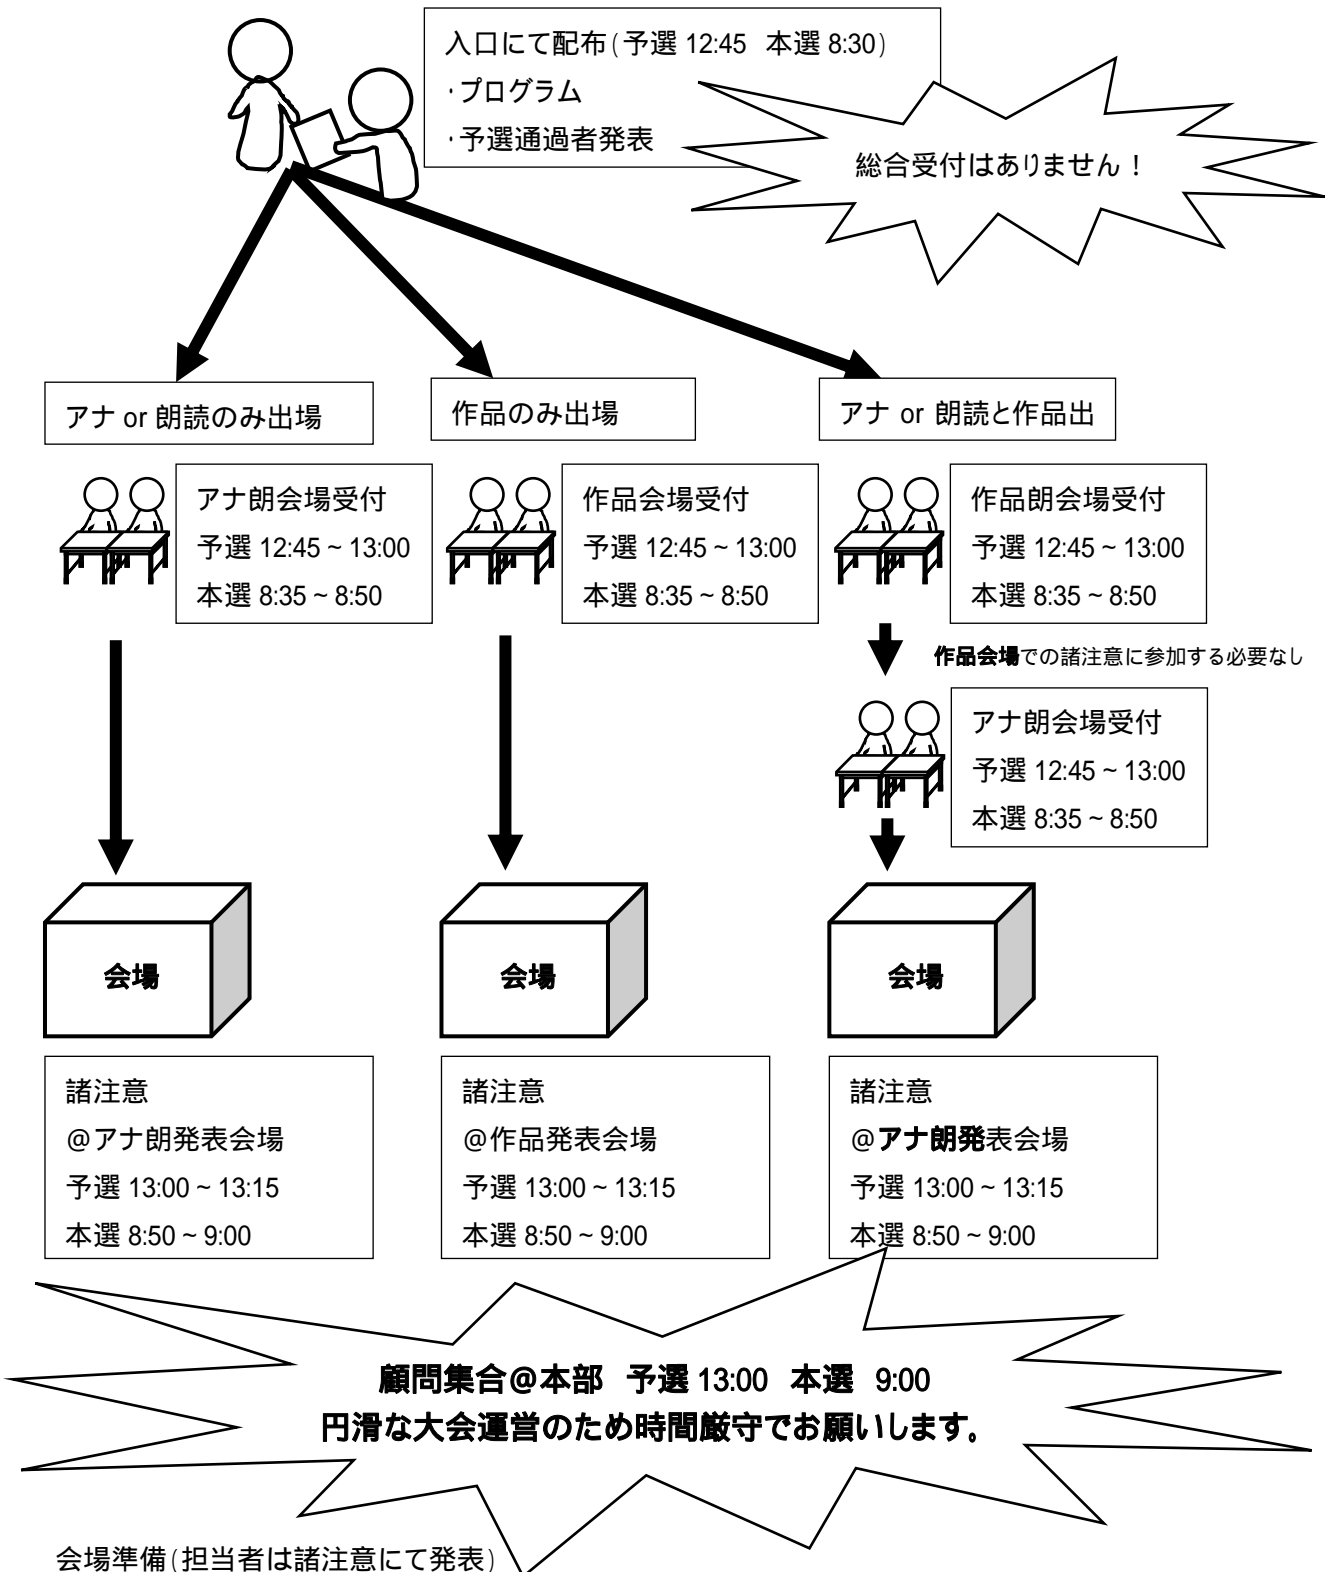 入口にて配布(予選 12:45 本選 8:30)
・プログラム
・予選通過者発表
総合受付はありません！
アナ or 朗読のみ出場
作品のみ出場
アナ or 朗読と作品出
アナ朗会場受付
予選 12:45 ~ 13:00
本選 8:35 ~ 8:50
作品会場受付
予選 12:45 ~ 13:00
本選 8:35 ~ 8:50
作品朗会場受付
予選 12:45 ~ 13:00
本選 8:35 ~ 8:50
作品会場での諸注意に参加する必要なし
アナ朗会場受付
予選 12:45 ~ 13:00
本選 8:35 ~ 8:50
会場
会場
会場
諸注意
@アナ朗発表会場
予選 13:00 ~ 13:15
本選 8:50 ~ 9:00
諸注意
@作品発表会場
予選 13:00 ~ 13:15
本選 8:50 ~ 9:00
諸注意
@アナ朗発表会場
予選 13:00 ~ 13:15
本選 8:50 ~ 9:00
顧問集合@本部 予選 13:00 本選 9:00
円滑な大会運営のため時間厳守でお願いします。
会場準備(担当者は諸注意にて発表)